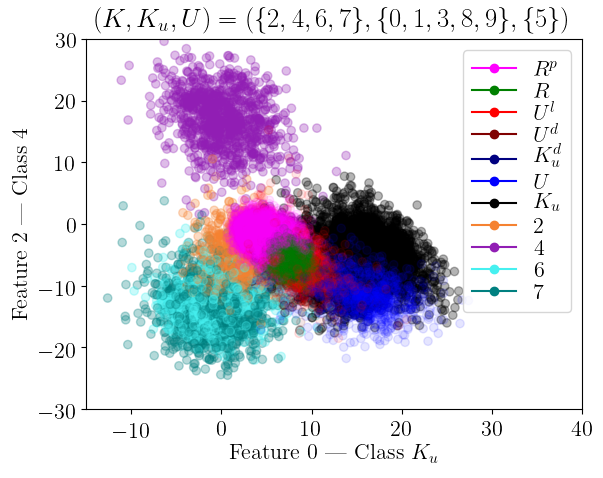 (K, K_u, U) = ({2, 4, 6, 7}, {0, 1, 3, 8, 9}, {5})
Feature 2 — Class 4
30
20
10
0
−10
−20
−30
R^p
R
U^l
U^d
K_u^d
U
K_u
2
4
6
7
−10 0 10 20 30 40
Feature 0 — Class K_u